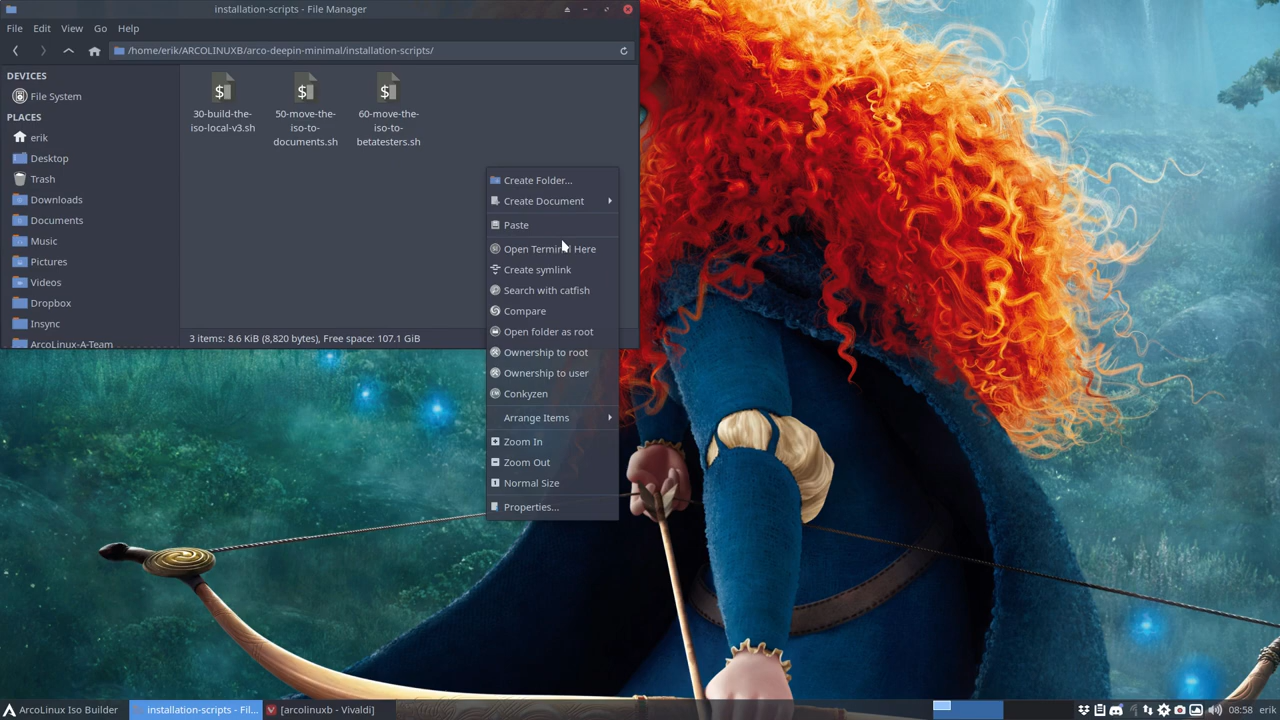 installation-scripts - File Manager
File Edit View Go Help
/home/erik/ARCOLINUXB/arco-deepin-minimal/installation-scripts/
DEVICES
File System
PLACES
erik
Desktop
Trash
Downloads
Documents
Music
Pictures
Videos
Dropbox
Insync
ArcoLinux-A-Team
30-build-the-
iso-local-v3.sh
50-move-the-
iso-to-
documents.sh
60-move-the-
iso-to-
betatesters.sh
3 items: 8.6 KiB (8,820 bytes), Free space: 107.1 GiB
Create Folder...
Create Document
Paste
Open Terminal Here
Create symlink
Search with catfish
Compare
Open folder as root
Ownership to root
Ownership to user
Conkyzen
Arrange Items
Zoom In
Zoom Out
Normal Size
Properties...
ArcoLinux Iso Builder
installation-scripts - Fil...
[arcolinuxb - Vivaldi]
08:58 erik